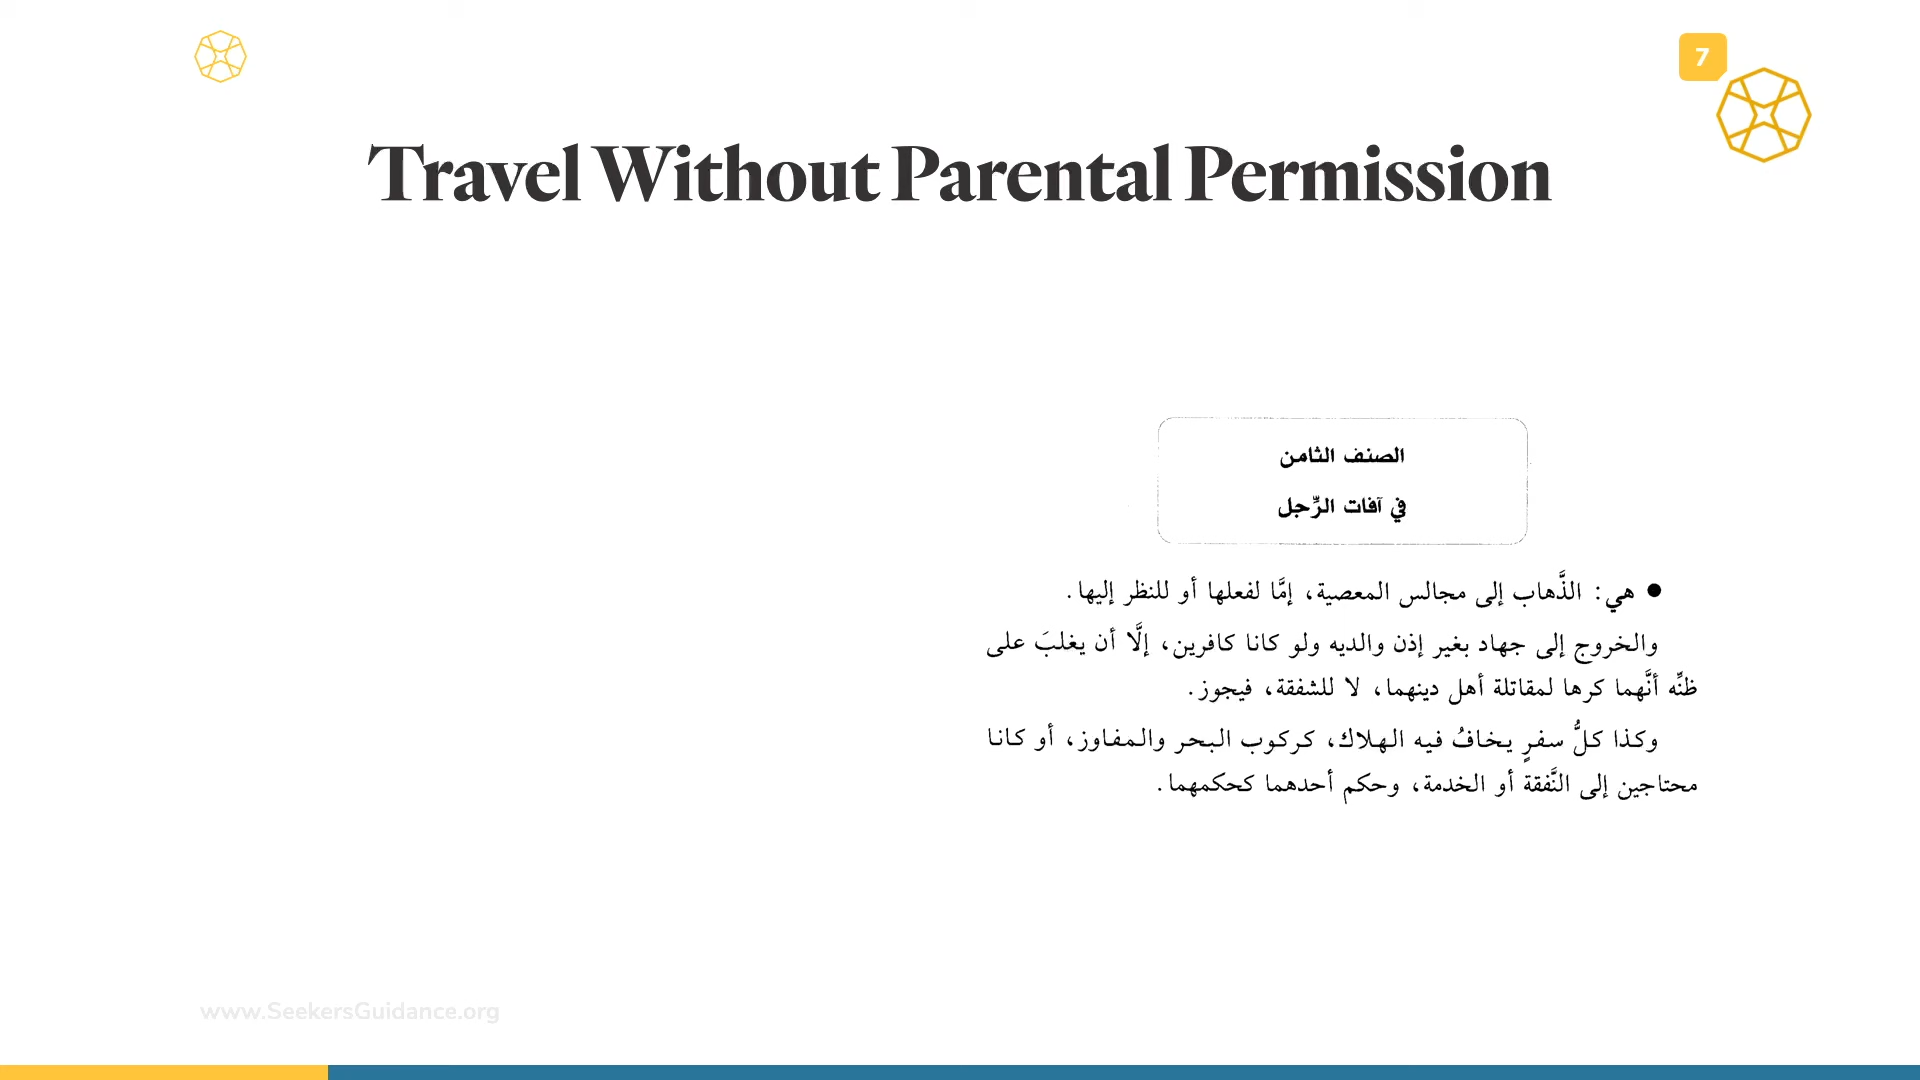 7
Travel Without Parental Permission
الصنف الثامن
في آفات الرِّجل
● هي: الذَّهاب إلى مجالس المعصية، إمَّا لفعلها أو للنظر إليها.
والخروج إلى جهاد بغير إذن والديه ولو كانا كافرين، إلَّا أن يغلبَ على
ظنِّه أنَّهما كرها لمقاتلة أهل دينهما، لا للشفقة، فيجوز.
وكذا كلُّ سفرٍ يخافُ فيه الهلاك، كركوب البحر والمفاوز، أو كانا
محتاجين إلى النَّفقة أو الخدمة، وحكم أحدهما كحكمهما.
www.SeekersGuidance.org